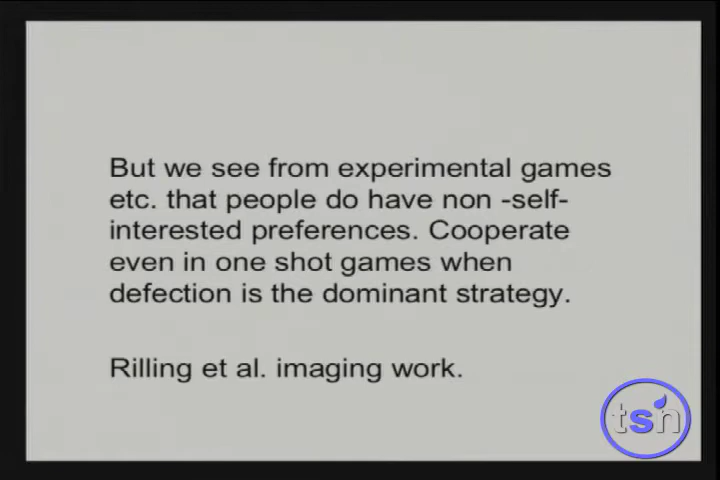 But we see from experimental games
etc. that people do have non -self-
interested preferences. Cooperate
even in one shot games when
defection is the dominant strategy.
Rilling et al. imaging work.
tsn